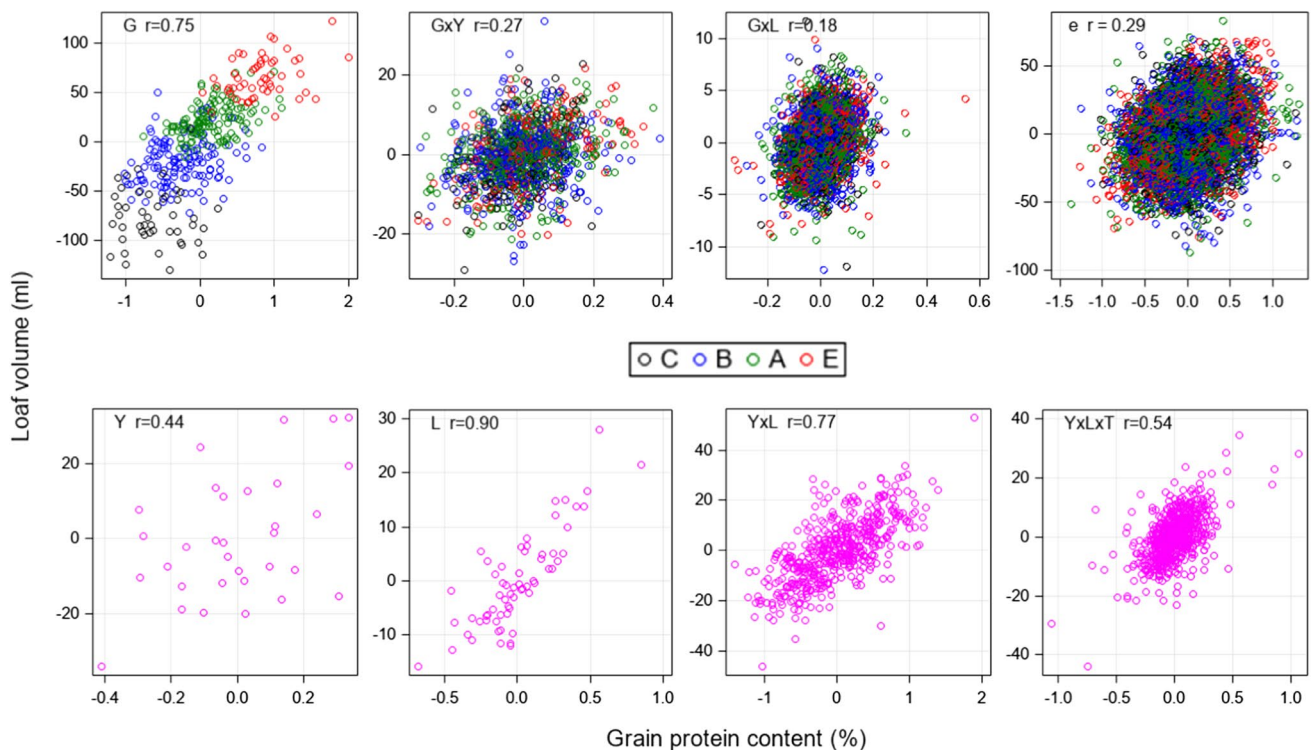 G r=0.75
GxY r=0.27
GxL r=0.18
e r = 0.29
100
50
0
-50
-100
20
0
-20
10
5
0
-5
-10
50
0
-50
-100
-1 0 1 2
-0.2 0.0 0.2 0.4
-0.2 0.0 0.2 0.4 0.6
-1.5 -1.0 -0.5 0.0 0.5 1.0
Loaf volume (ml)
C B A E
Y r=0.44
L r=0.90
YxL r=0.77
YxLxT r=0.54
20
0
-20
30
20
10
0
-10
40
20
0
-20
-40
40
20
0
-20
-40
-0.4 -0.2 0.0 0.2
-0.5 0.0 0.5 1.0
-1 0 1 2
-1.0 -0.5 0.0 0.5 1.0
Grain protein content (%)